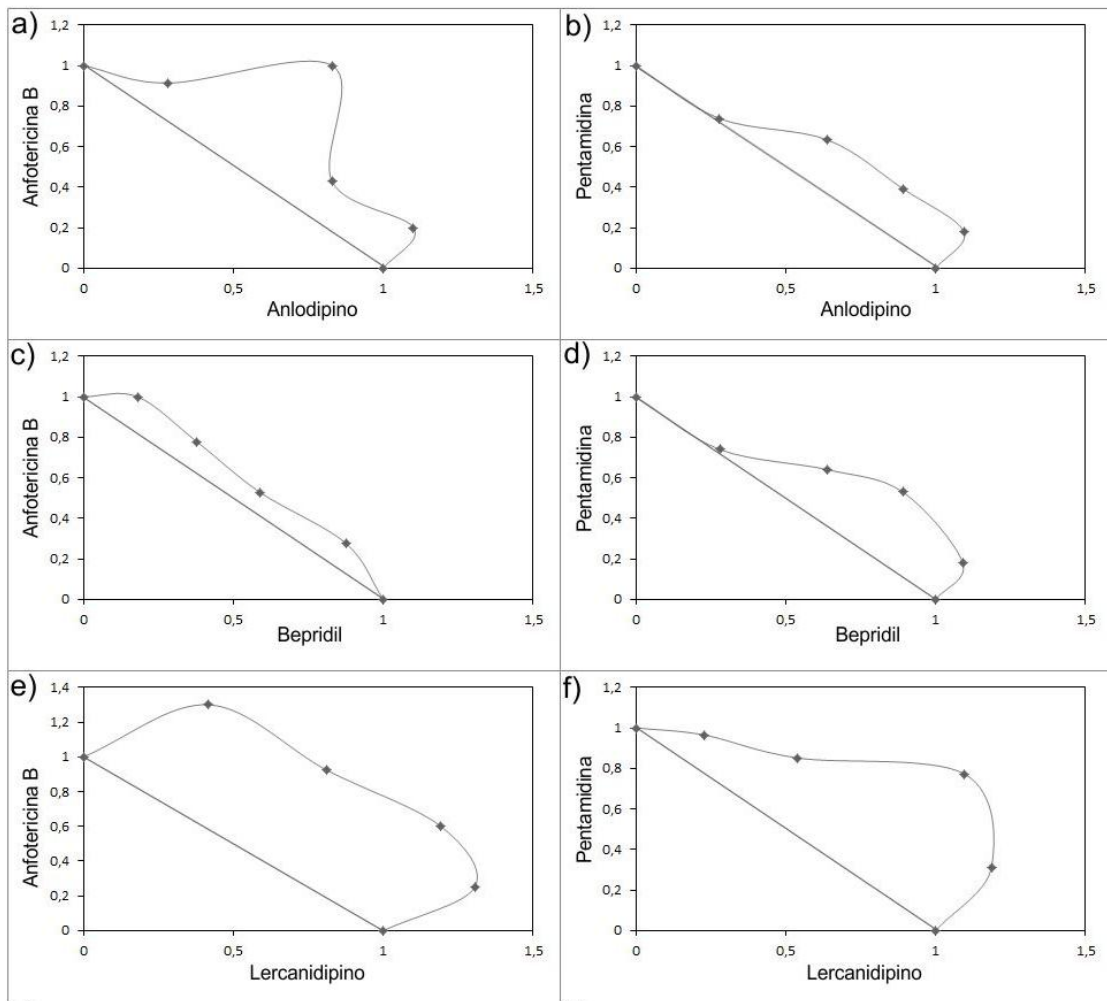 a)
1,2
1
0,8
0,6
0,4
0,2
0
0 0,5 1 1,5
Anfotericina B
Anlodipino
b)
1,2
1
0,8
0,6
0,4
0,2
0
0 0,5 1 1,5
Pentamidina
Anlodipino
c)
1,2
1
0,8
0,6
0,4
0,2
0
0 0,5 1 1,5
Anfotericina B
Bepridil
d)
1,2
1
0,8
0,6
0,4
0,2
0
0 0,5 1 1,5
Pentamidina
Bepridil
e)
1,4
1,2
1
0,8
0,6
0,4
0,2
0
0 0,5 1 1,5
Anfotericina B
Lercanidipino
f)
1,2
1
0,8
0,6
0,4
0,2
0
0 0,5 1 1,5
Pentamidina
Lercanidipino